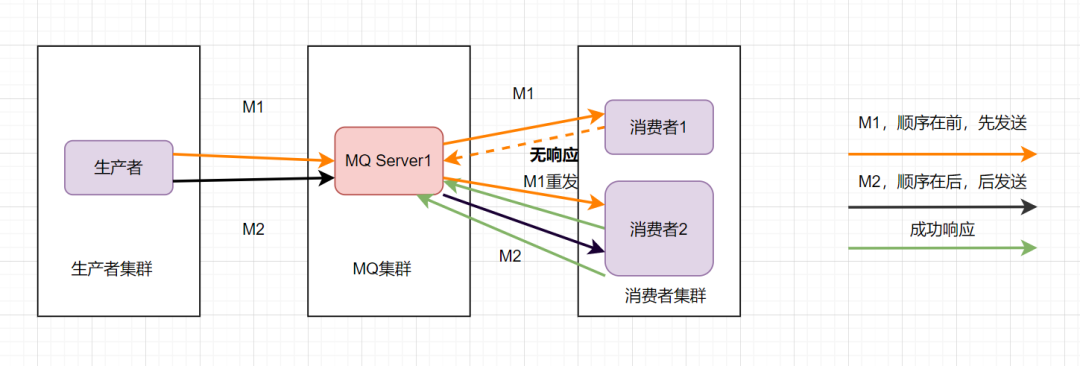 M1
M2
生产者
生产者集群
MQ Server1
MQ集群
M1
无响应
M1重发
M2
消费者1
消费者2
消费者集群
M1，顺序在前，先发送
M2，顺序在后，后发送
成功响应